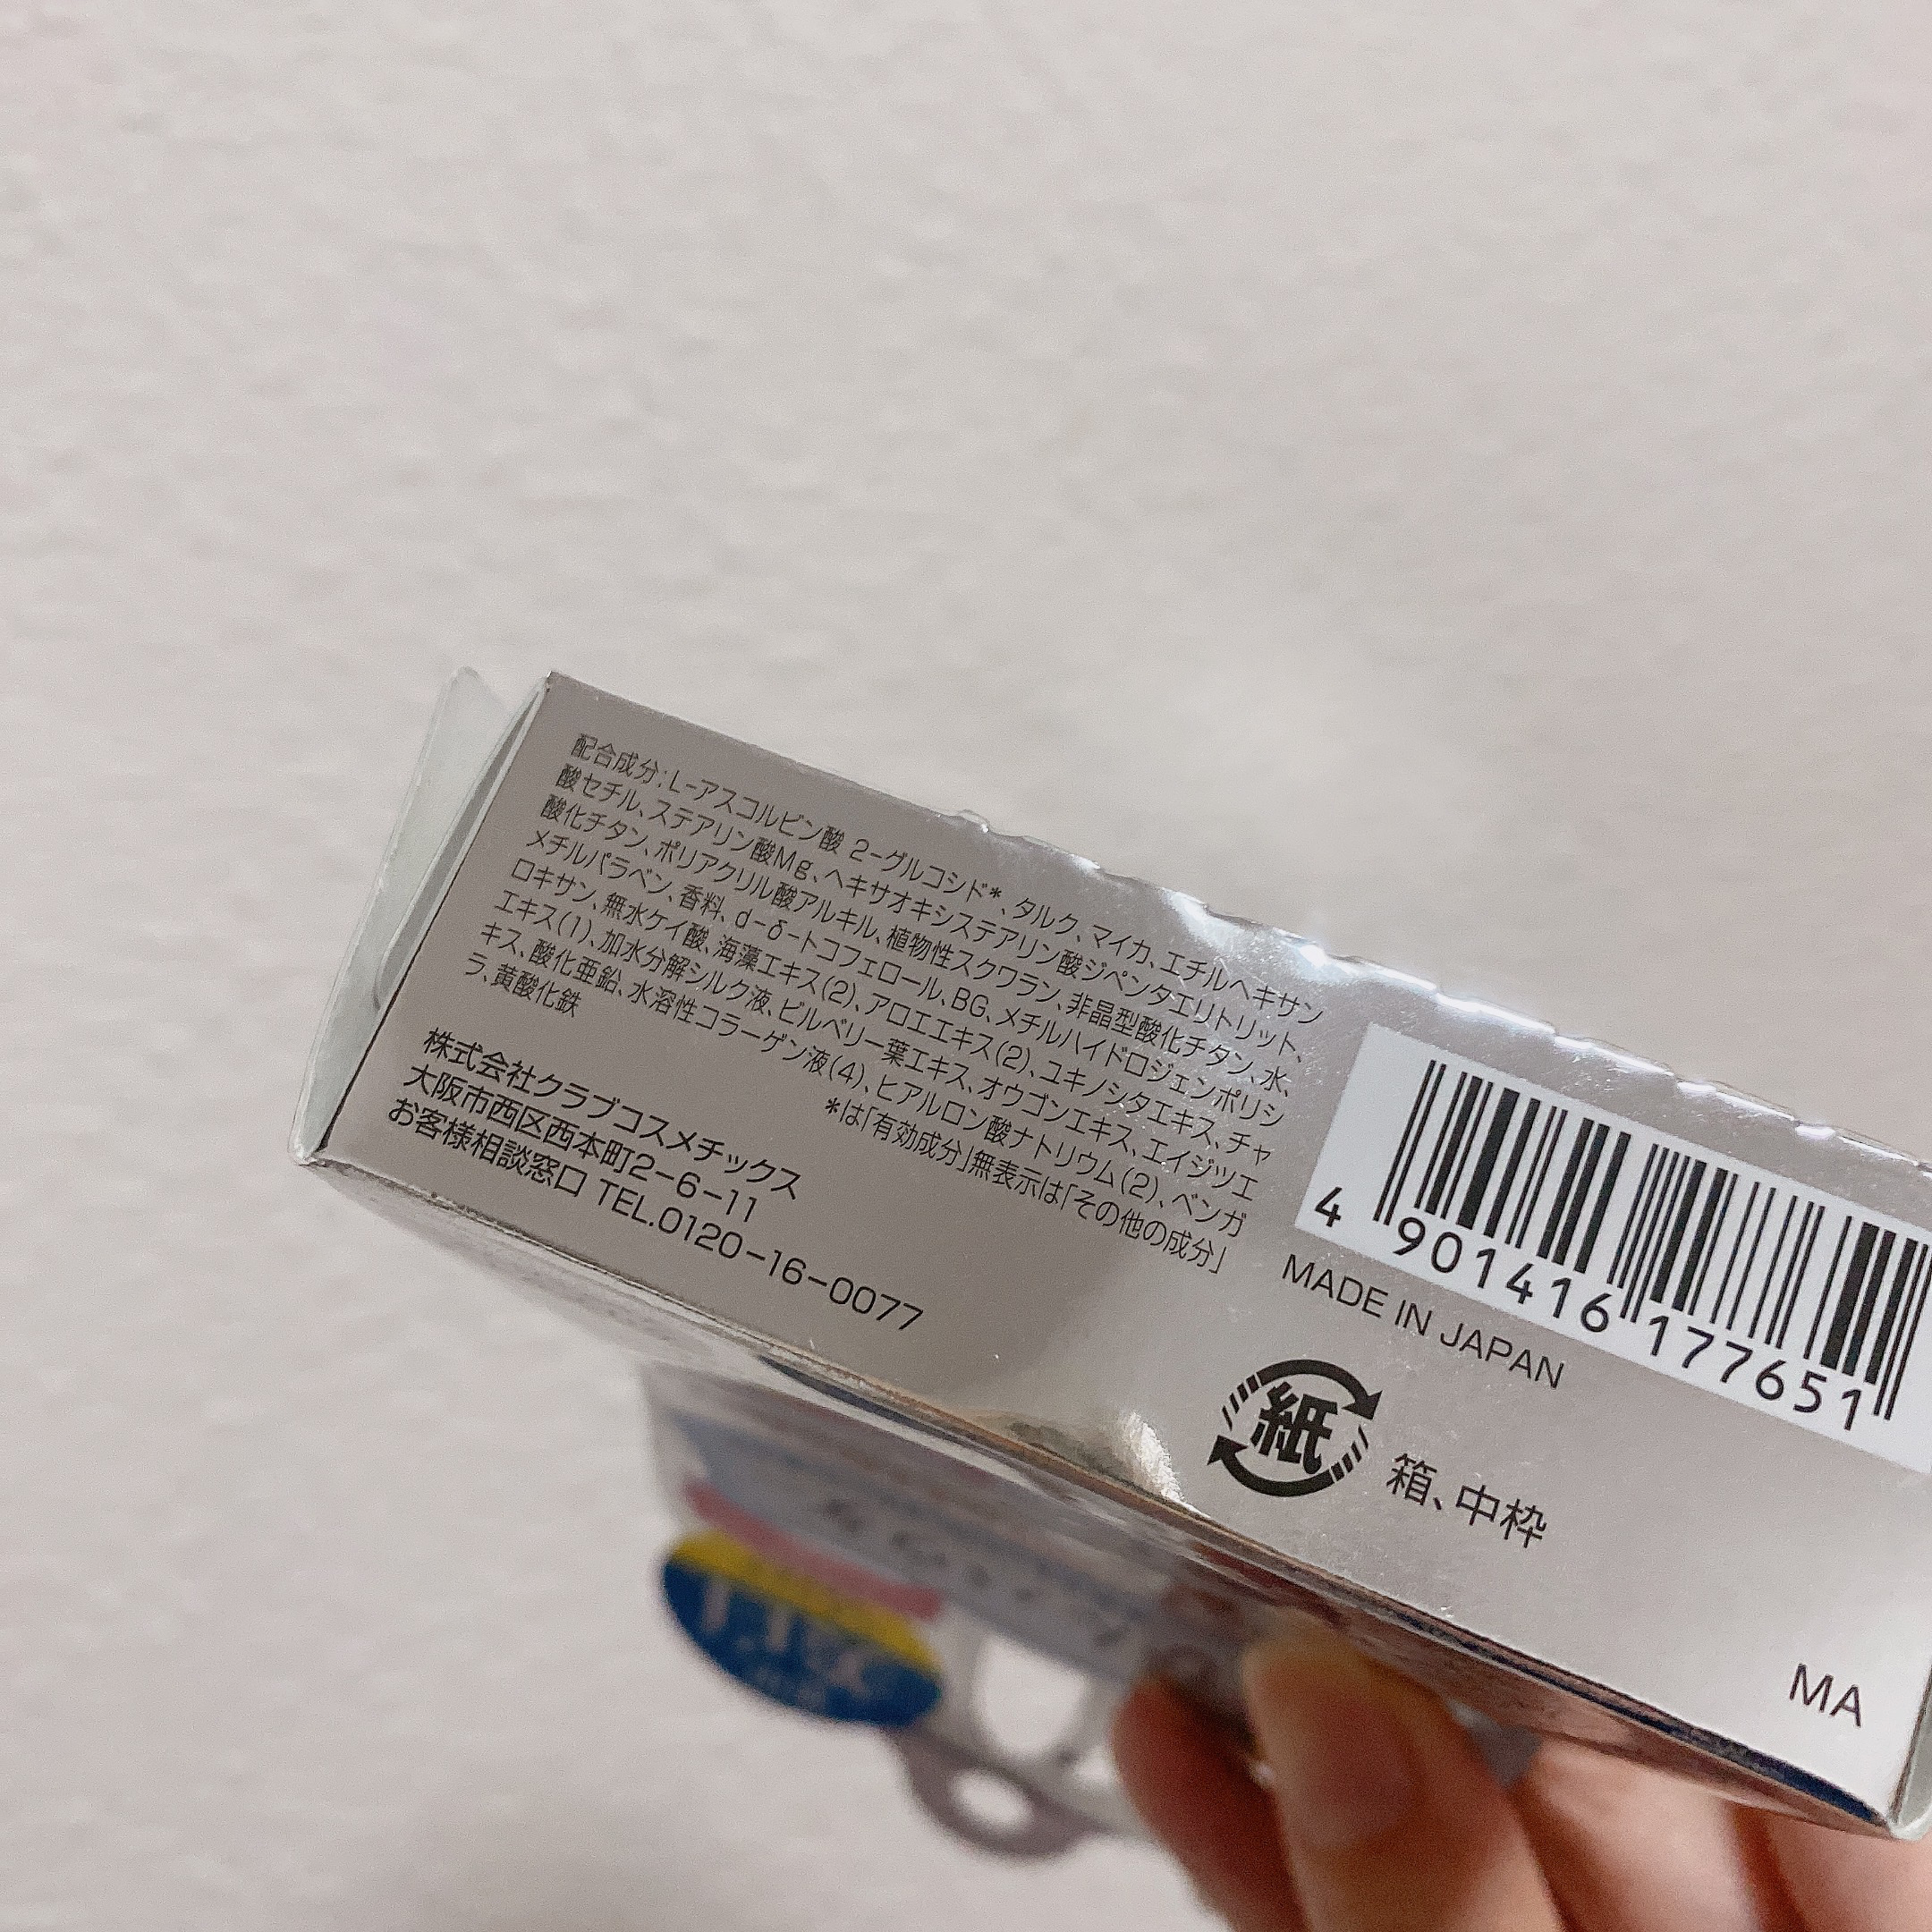 配合成分:L-アスコルビン酸 2-グルコシド*、タルク、マイカ、エチルヘキサン
酸セチル、ステアリン酸Mg、ヘキサオキシステアリン酸ジペンタエリトリット、
酸化チタン、ポリアクリル酸アルキル、植物性スクワラン、非晶型酸化チタン、水、
メチルパラベン、香料、d-δ-トコフェロール、BG、メチルハイドロジェンポリシ
ロキサン、無水ケイ酸、海藻エキス(2)、アロエエキス(2)、ユキノシタエキス、チャ
エキス(1)、加水分解シルク液、ビルベリー葉エキス、オウゴンエキス、エイジツエ
キス、酸化亜鉛、水溶性コラーゲン液(4)、ヒアルロン酸ナトリウム(2)、ベンガ
ラ、黄酸化鉄
*は「有効成分」無表示は「その他の成分」
株式会社クラブコスメチックス
大阪市西区西本町2-6-11
お客様相談窓口 TEL.0120-16-0077
4 901416 177651
MADE IN JAPAN
紙 箱、中枠
MA